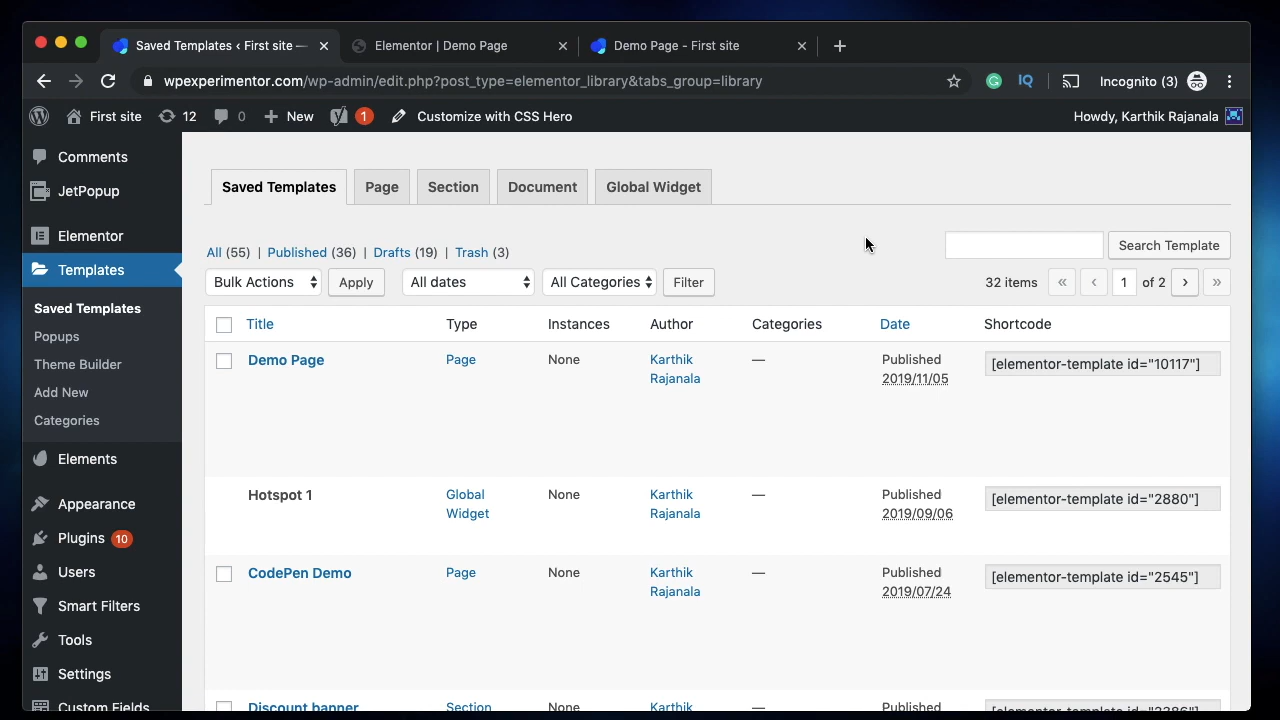 Saved Templates ‹ First site —
Elementor | Demo Page
Demo Page - First site
wpexperimentor.com/wp-admin/edit.php?post_type=elementor_library&tabs_group=library
Incognito (3)
First site
12
0
New
1
Customize with CSS Hero
Howdy, Karthik Rajanala
Comments
JetPopup
Elementor
Templates
Saved Templates
Popups
Theme Builder
Add New
Categories
Elements
Appearance
Plugins 10
Users
Smart Filters
Tools
Settings
Custom Fields
Saved Templates
Page
Section
Document
Global Widget
All (55) | Published (36) | Drafts (19) | Trash (3)
Search Template
Bulk Actions
Apply
All dates
All Categories
Filter
32 items « ‹ 1 of 2 › »
Title Type Instances Author Categories Date Shortcode
Demo Page Page None Karthik — Published [elementor-template id="10117"]
Rajanala 2019/11/05
Hotspot 1 Global None Karthik — Published [elementor-template id="2880"]
Widget Rajanala 2019/09/06
CodePen Demo Page None Karthik — Published [elementor-template id="2545"]
Rajanala 2019/07/24
Discount banner Section None Karthik — Published [elementor-template id="2386"]